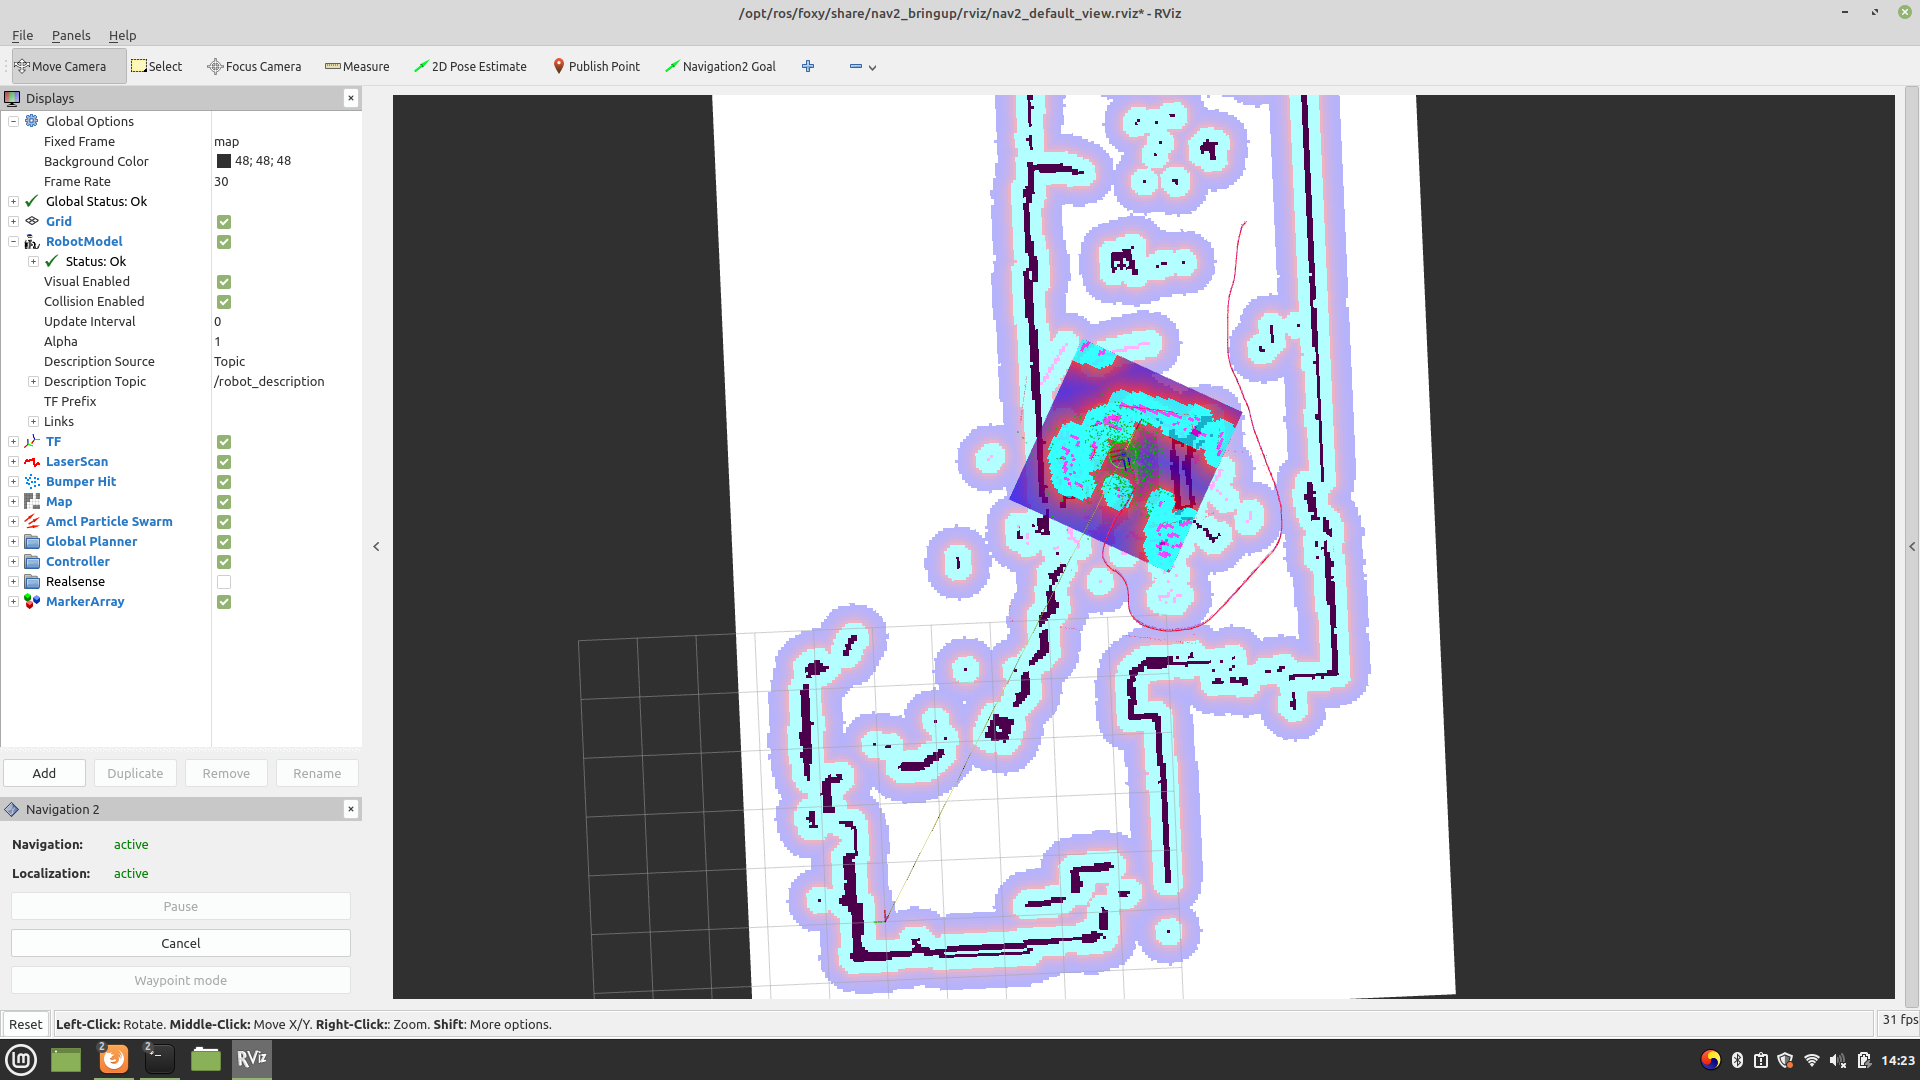 /opt/ros/foxy/share/nav2_bringup/rviz/nav2_default_view.rviz* - RViz
File Panels Help
Move Camera Select Focus Camera Measure 2D Pose Estimate Publish Point Navigation2 Goal
Displays
Global Options
Fixed Frame map
Background Color 48; 48; 48
Frame Rate 30
Global Status: Ok
Grid
RobotModel
Status: Ok
Visual Enabled
Collision Enabled
Update Interval 0
Alpha 1
Description Source Topic
Description Topic /robot_description
TF Prefix
Links
TF
LaserScan
Bumper Hit
Map
Amcl Particle Swarm
Global Planner
Controller
Realsense
MarkerArray
Add Duplicate Remove Rename
Navigation 2
Navigation: active
Localization: active
Pause
Cancel
Waypoint mode
Reset Left-Click: Rotate. Middle-Click: Move X/Y. Right-Click:: Zoom. Shift: More options. 31 fps
2 2 RViz 14:23